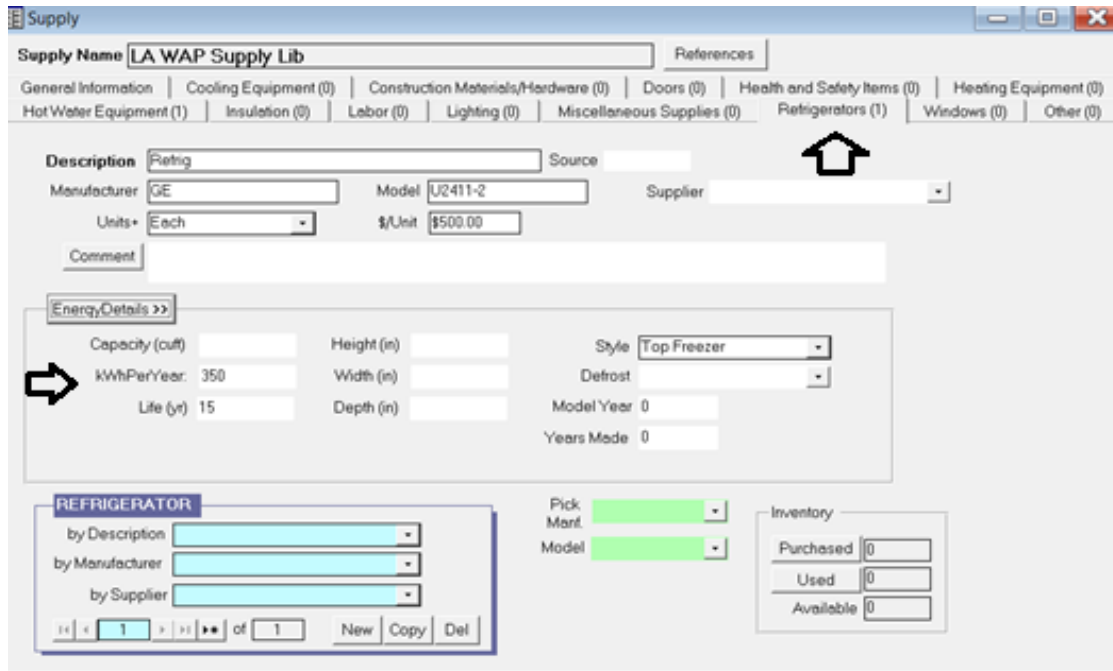 Supply
Supply Name LA WAP Supply Lib References
General Information Cooling Equipment (0) Construction Materials/Hardware (0) Doors (0) Health and Safety Items (0) Heating Equipment (0)
Hot Water Equipment (1) Insulation (0) Labor (0) Lighting (0) Miscellaneous Supplies (0) Refrigerators (1) Windows (0) Other (0)
Description Refrig Source
Manufacturer GE Model U2411-2 Supplier
Units+ Each $/Unit $500.00
Comment
EnergyDetails >>
Capacity (cuft) Height (in) Style Top Freezer
kWhPerYear: 350 Width (in) Defrost
Life (yr) 15 Depth (in) Model Year 0
Years Made 0
REFRIGERATOR
by Description
by Manufacturer
by Supplier
1 of 1 New Copy Del
Pick Manf.
Model
Inventory
Purchased 0
Used 0
Available 0